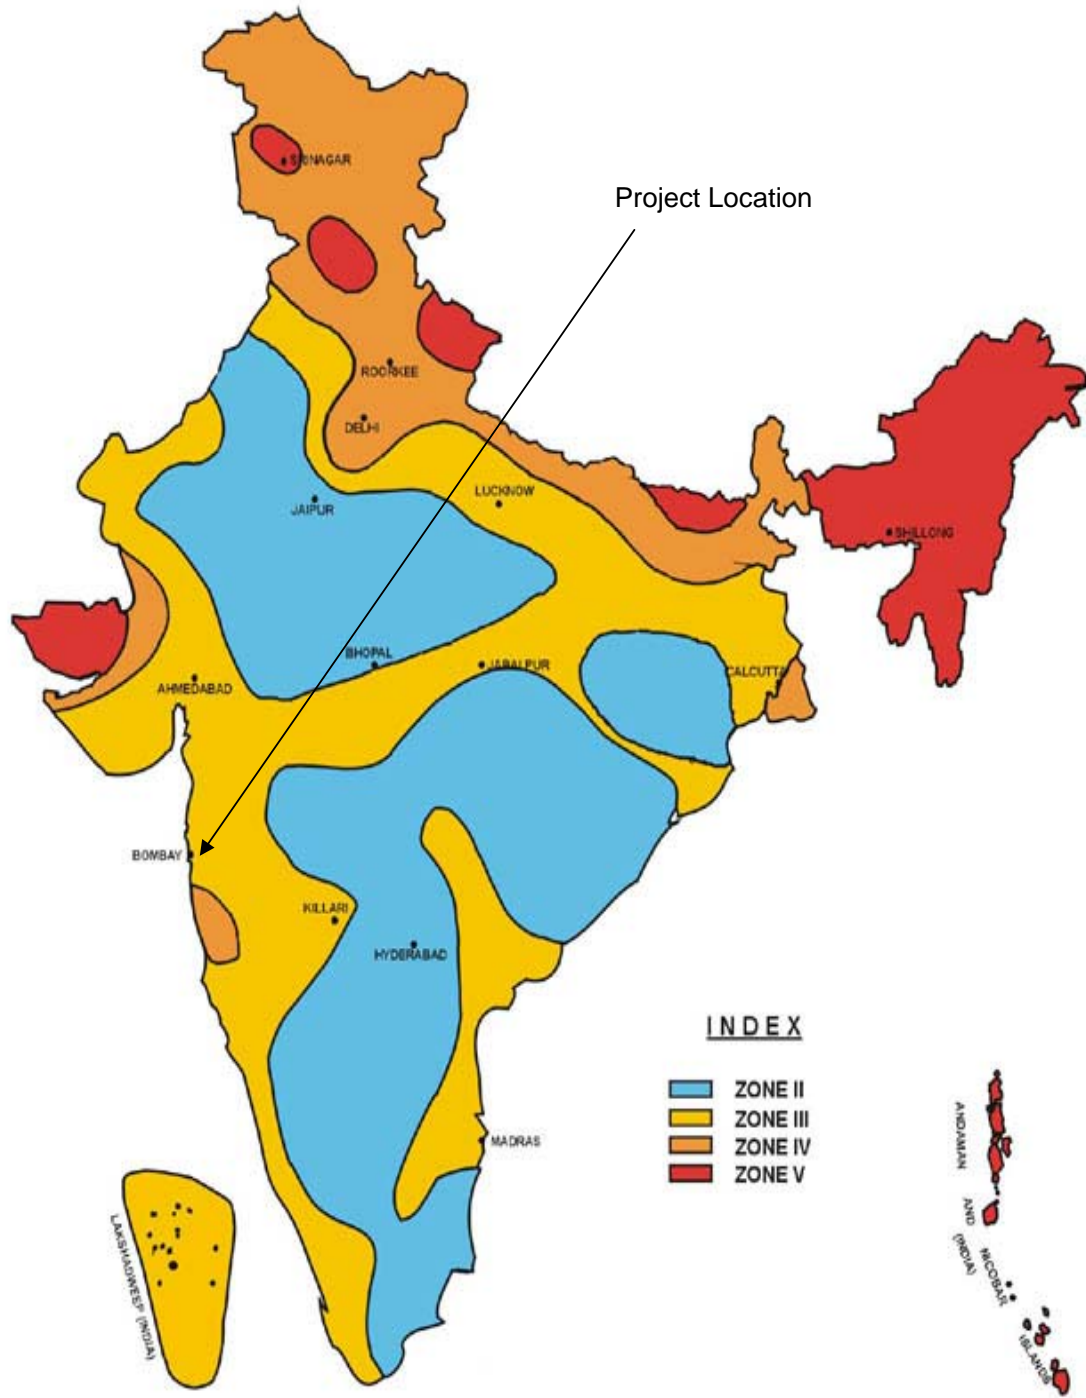 SRINAGAR
Project Location
ROORKEE
DELHI
LUCKNOW
JAIPUR
SHILLONG
BHOPAL
JABALPUR
CALCUTTA
AHMEDABAD
BOMBAY
KILLARI
HYDERABAD
INDEX
ZONE II
ZONE III
ZONE IV
ZONE V
MADRAS
LAKSHADWEEP (INDIA)
ANDAMAN
AND
(INDIA)
NICOBAR
ISLANDS